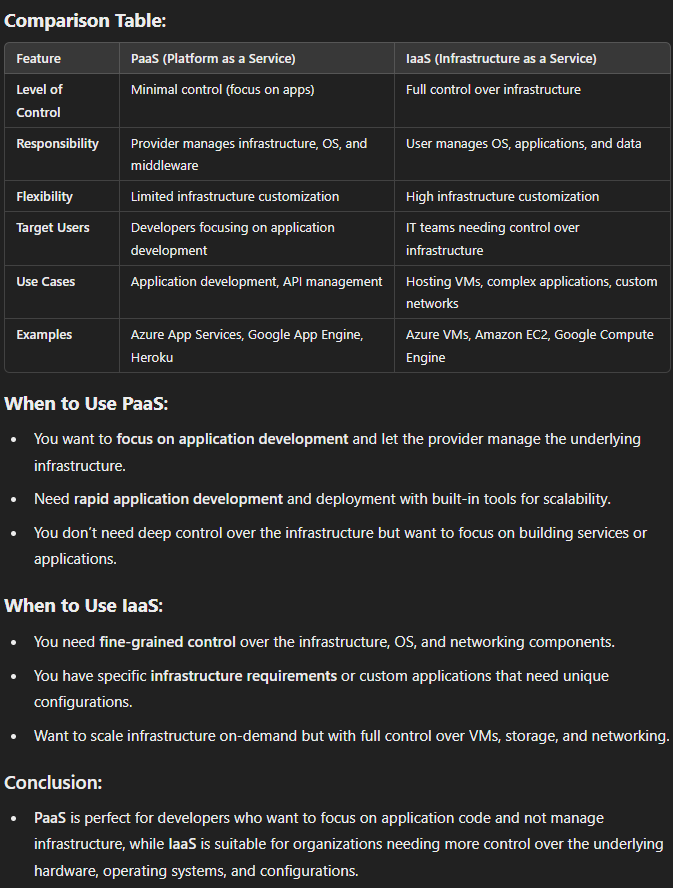 Comparison Table:
Feature PaaS (Platform as a Service) IaaS (Infrastructure as a Service)
Level of Control Minimal control (focus on apps) Full control over infrastructure
Responsibility Provider manages infrastructure, OS, and middleware User manages OS, applications, and data
Flexibility Limited infrastructure customization High infrastructure customization
Target Users Developers focusing on application development IT teams needing control over infrastructure
Use Cases Application development, API management Hosting VMs, complex applications, custom networks
Examples Azure App Services, Google App Engine, Heroku Azure VMs, Amazon EC2, Google Compute Engine
When to Use PaaS:
• You want to focus on application development and let the provider manage the underlying
infrastructure.
• Need rapid application development and deployment with built-in tools for scalability.
• You don’t need deep control over the infrastructure but want to focus on building services or
applications.
When to Use IaaS:
• You need fine-grained control over the infrastructure, OS, and networking components.
• You have specific infrastructure requirements or custom applications that need unique
configurations.
• Want to scale infrastructure on-demand but with full control over VMs, storage, and networking.
Conclusion:
• PaaS is perfect for developers who want to focus on application code and not manage
infrastructure, while IaaS is suitable for organizations needing more control over the underlying
hardware, operating systems, and configurations.